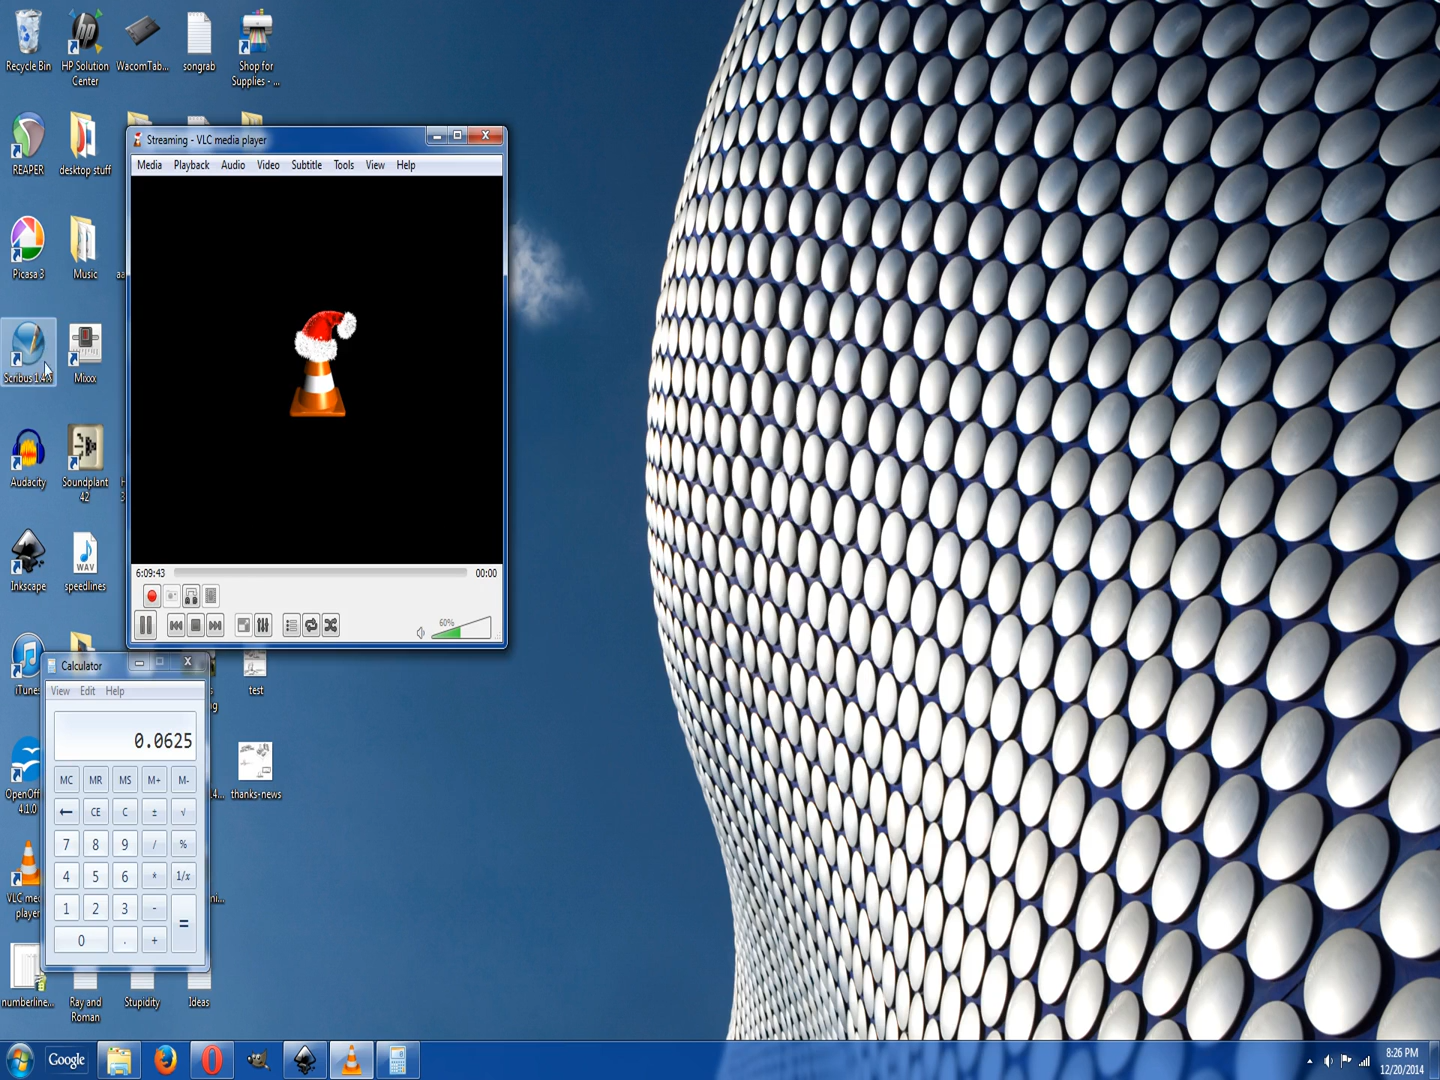 Recycle Bin
HP Solution
Center
WacomTab...
songrab
Shop for
Supplies - ...
REAPER
desktop stuff
Streaming - VLC media player
Media Playback Audio Video Subtitle Tools View Help
Picasa 3
Music
Scribus 1.4.
Mixxx
Audacity
Soundplant
42
Inkscape
WAV
speedlines
6:09:43
00:00
60%
iTunes
test
Calculator
View Edit Help
0.0625
MC MR MS M+ M-
← CE C ± √
7 8 9 / %
4 5 6 * 1/x
1 2 3 - =
0 . +
OpenOffi
4.1.0
thanks-news
VLC me
player
numberline...
Ray and
Roman
Stupidity
Ideas
Google
8:26 PM
12/20/2014